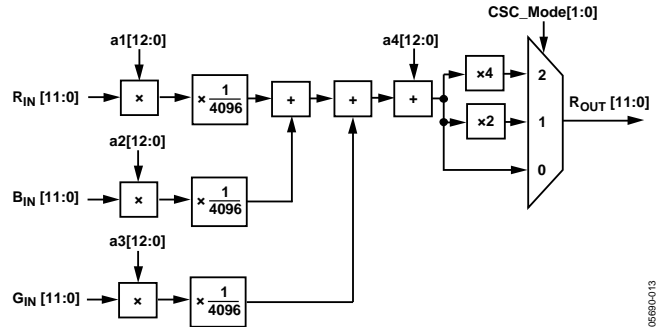 CSC_Mode[1:0]
a1[12:0]
a4[12:0]
R_IN [11:0]
×
× 1/4096
+
+
+
×4
2
×2
1
0
R_OUT [11:0]
a2[12:0]
B_IN [11:0]
×
× 1/4096
a3[12:0]
G_IN [11:0]
×
× 1/4096
05690-013